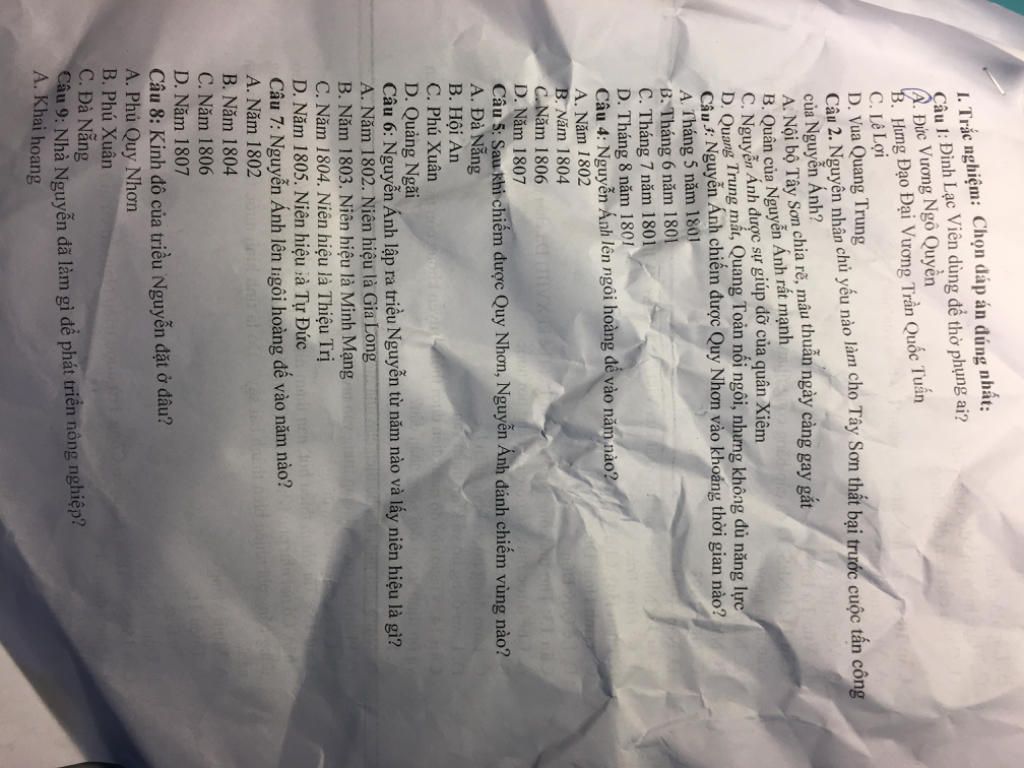 I. Trắc nghiệm: Chọn đáp án đúng nhất:
Câu 1: Đình Lạc Viên dùng để thờ phụng ai?
A. Đức Vương Ngô Quyền
B. Hưng Đạo Đại Vương Trần Quốc Tuấn
C. Lê Lợi
D. Vua Quang Trung
Câu 2. Nguyên nhân chủ yếu nào làm cho Tây Sơn thất bại trước cuộc tấn công
của Nguyễn Ánh?
A. Nội bộ Tây Sơn chia rẽ, mâu thuẫn ngày càng gay gắt
B. Quân của Nguyễn Ánh rất mạnh
C. Nguyễn Ánh được sự giúp đỡ của quân Xiêm
D. Quang Trung mất, Quang Toản nối ngôi, nhưng không đủ năng lực
Câu 3: Nguyễn Ánh chiếm được Quy Nhơn vào khoảng thời gian nào?
A. Tháng 5 năm 1801
B. Tháng 6 năm 1801
C. Tháng 7 năm 1801
D. Tháng 8 năm 1801
Câu 4: Nguyễn Ánh lên ngôi hoàng đế vào năm nào?
A. Năm 1802
B. Năm 1804
C. Năm 1806
D. Năm 1807
Câu 5: Sau khi chiếm được Quy Nhơn, Nguyễn Ánh đánh chiếm vùng nào?
A. Đà Nẵng
B. Hội An
C. Phú Xuân
D. Quảng Ngãi
Câu 6: Nguyễn Ánh lập ra triều Nguyễn từ năm nào và lấy niên hiệu là gì?
A. Năm 1802. Niên hiệu là Gia Long
B. Năm 1803. Niên hiệu là Minh Mạng
C. Năm 1804. Niên hiệu là Thiệu Trị
D. Năm 1805. Niên hiệu là Tự Đức
Câu 7: Nguyễn Ánh lên ngôi hoàng đế vào năm nào?
A. Năm 1802
B. Năm 1804
C. Năm 1806
D. Năm 1807
Câu 8: Kinh đô của triều Nguyễn đặt ở đâu?
A. Phủ Quy Nhơn
B. Phú Xuân
C. Đà Nẵng
Câu 9: Nhà Nguyễn đã làm gì để phát triển nông nghiệp?
A. Khai hoang